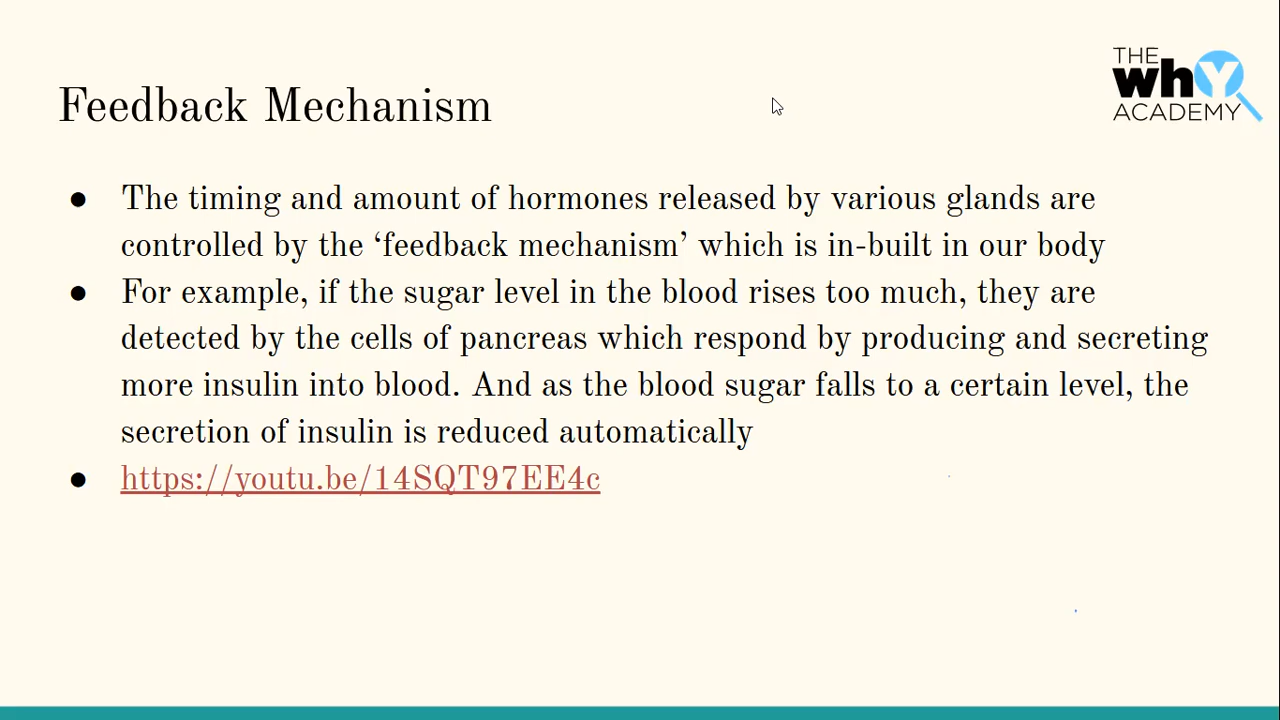 THE
whY
ACADEMY
Feedback Mechanism
● The timing and amount of hormones released by various glands are
controlled by the ‘feedback mechanism’ which is in-built in our body
● For example, if the sugar level in the blood rises too much, they are
detected by the cells of pancreas which respond by producing and secreting
more insulin into blood. And as the blood sugar falls to a certain level, the
secretion of insulin is reduced automatically
● https://youtu.be/14SQT97EE4c